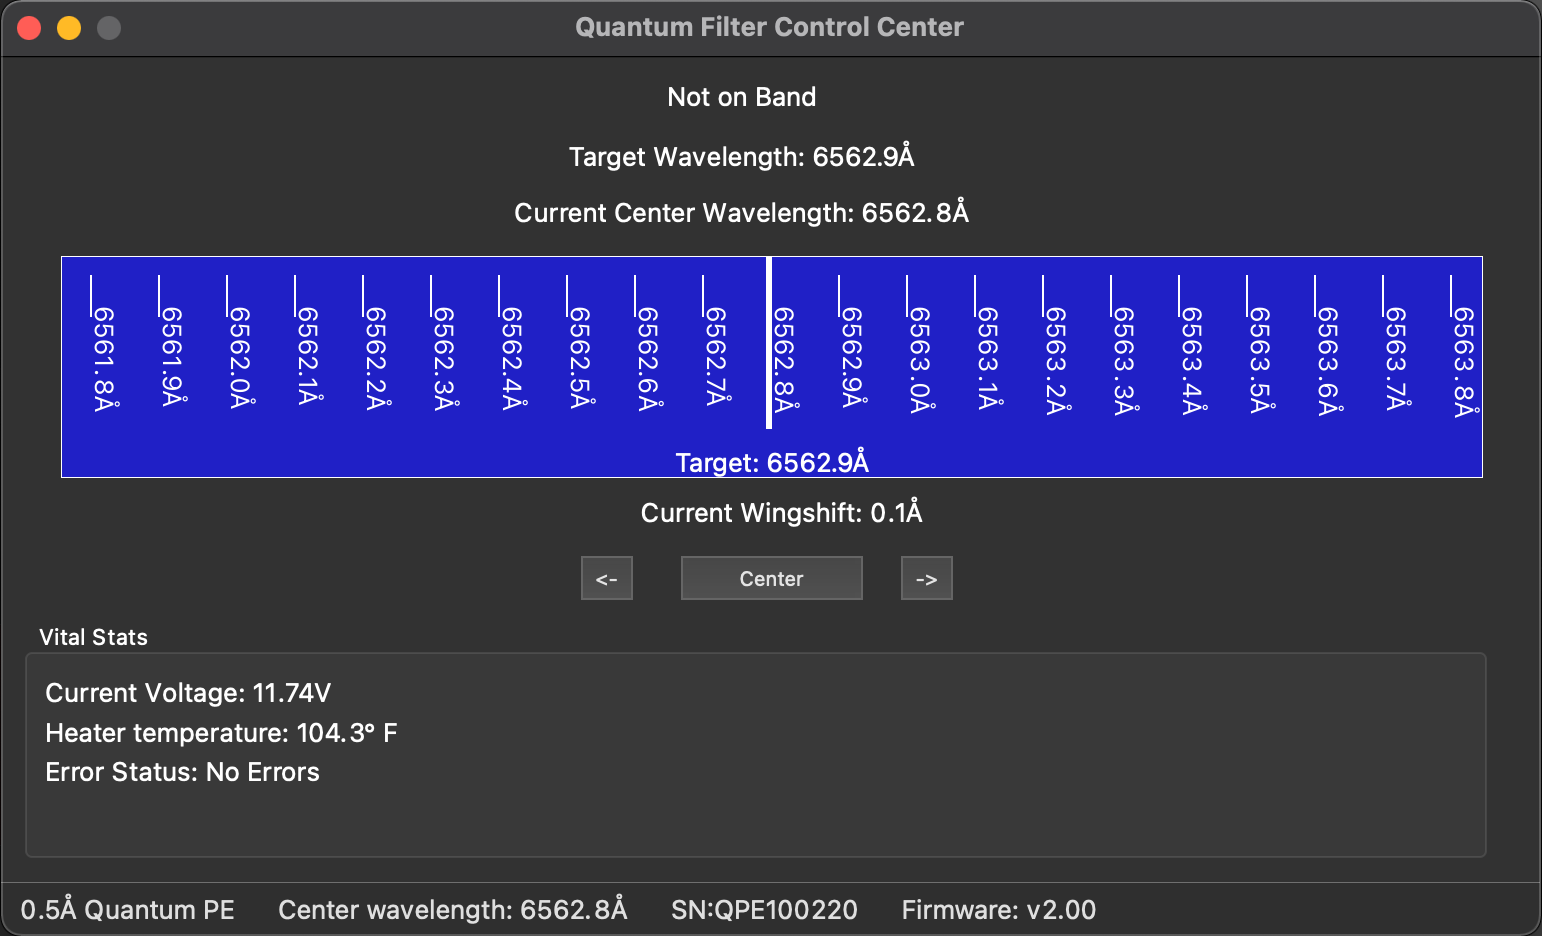 Quantum Filter Control Center
Not on Band
Target Wavelength: 6562.9Å
Current Center Wavelength: 6562.8Å
6561.8Å 6561.9Å 6562.0Å 6562.1Å 6562.2Å 6562.3Å 6562.4Å 6562.5Å 6562.6Å 6562.7Å 6562.8Å 6562.9Å 6563.0Å 6563.1Å 6563.2Å 6563.3Å 6563.4Å 6563.5Å 6563.6Å 6563.7Å 6563.8Å
Target: 6562.9Å
Current Wingshift: 0.1Å
<- Center ->
Vital Stats
Current Voltage: 11.74V
Heater temperature: 104.3° F
Error Status: No Errors
0.5Å Quantum PE Center wavelength: 6562.8Å SN:QPE100220 Firmware: v2.00